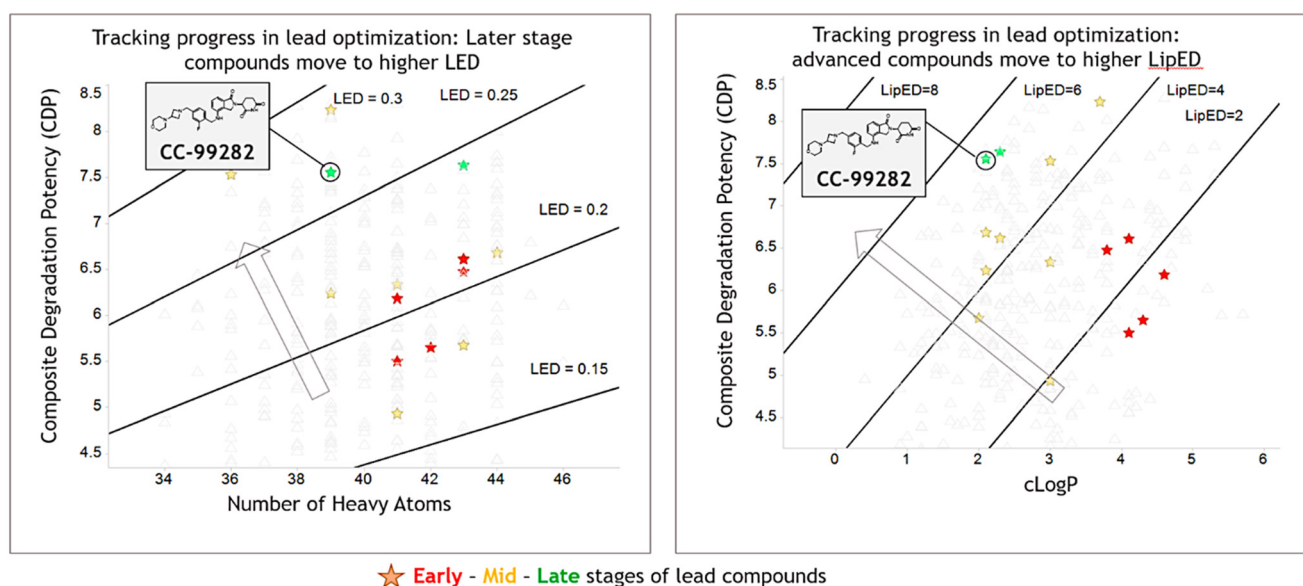 Tracking progress in lead optimization: Later stage
compounds move to higher LED
Composite Degradation Potency (CDP)
8.5
8
7.5
7
6.5
6
5.5
5
4.5
LED = 0.3
LED = 0.25
LED = 0.2
LED = 0.15
CC-99282
34
36
38
40
42
44
46
Number of Heavy Atoms
Tracking progress in lead optimization:
advanced compounds move to higher LipED
Composite Degradation Potency (CDP)
8.5
8
7.5
7
6.5
6
5.5
5
4.5
LipED=8
LipED=6
LipED=4
LipED=2
CC-99282
0
1
2
3
4
5
6
cLogP
Early - Mid - Late stages of lead compounds